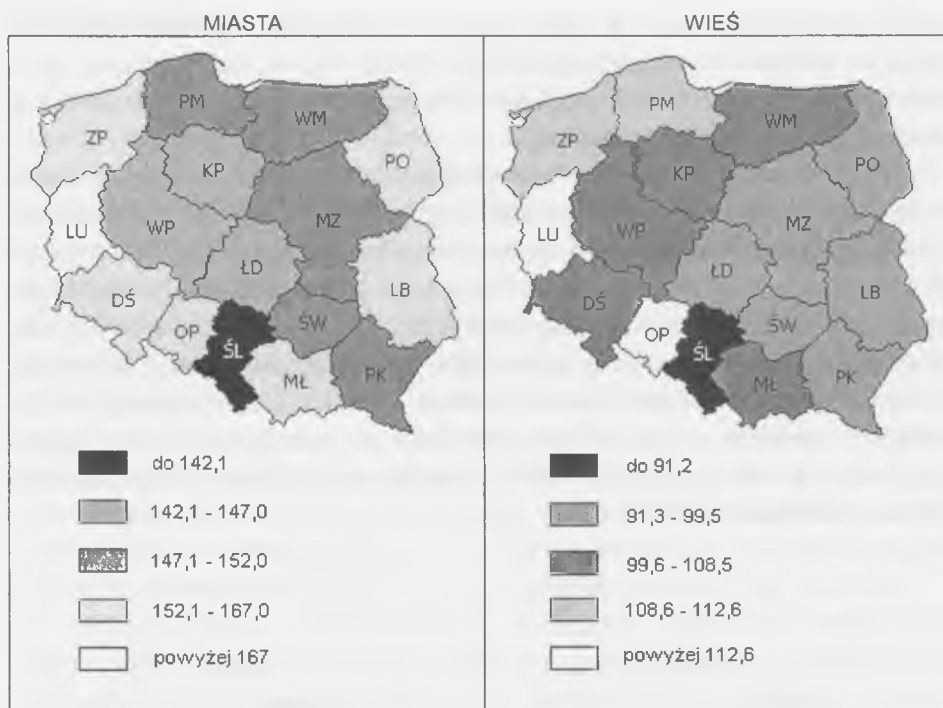 MIASTA
PM
WM
ZP
PO
KP
MZ
WP
LU
ŁD
LB
DŚ
OP
ŚW
ŚL
PK
MŁ
do 142,1
142,1 - 147,0
147,1 - 152,0
152,1 - 167,0
powyżej 167
WIEŚ
PM
WM
ZP
PO
KP
MZ
WP
LU
ŁD
LB
DŚ
OP
ŚW
ŚL
PK
MŁ
do 91,2
91,3 - 99,5
99,6 - 108,5
108,6 - 112,6
powyżej 112,6